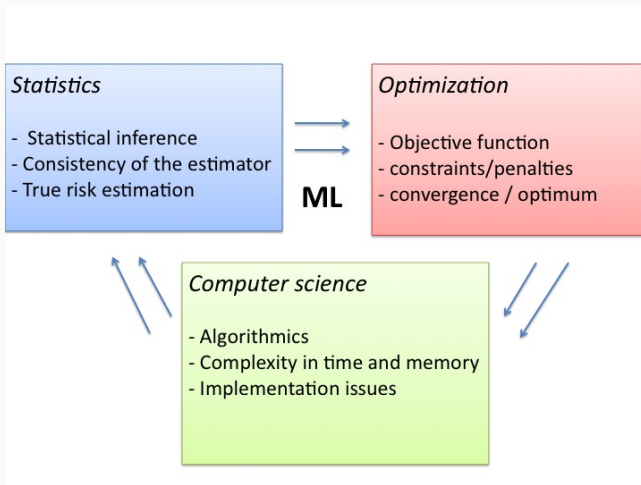 Statistics
- Statistical inference
- Consistency of the estimator
- True risk estimation
Optimization
- Objective function
- constraints/penalties
- convergence / optimum
ML
Computer science
- Algorithmics
- Complexity in time and memory
- Implementation issues